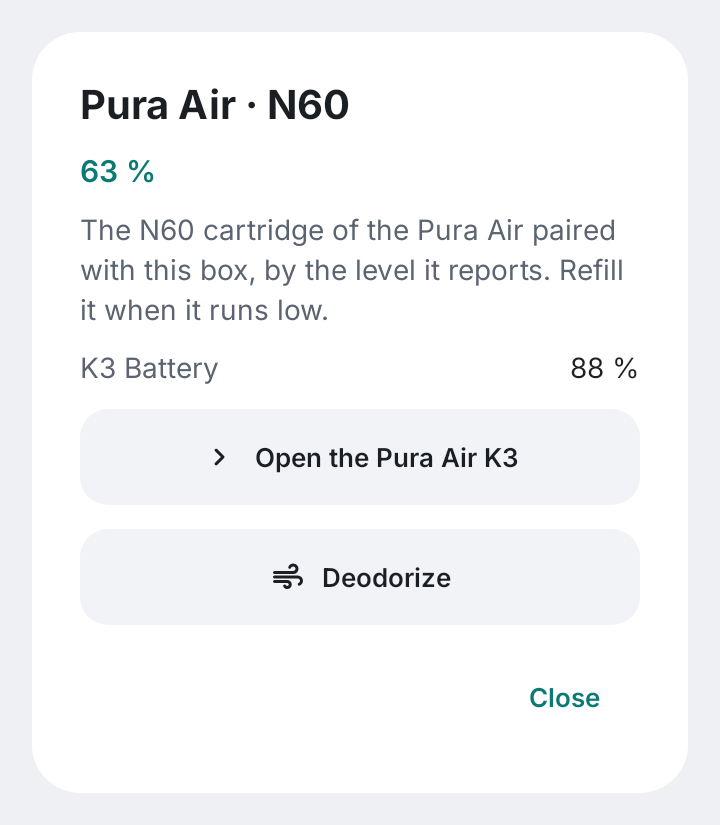 Pura Air · N60
63 %
The N60 cartridge of the Pura Air paired
with this box, by the level it reports. Refill
it when it runs low.
K3 Battery 88 %
Open the Pura Air K3
Deodorize
Close